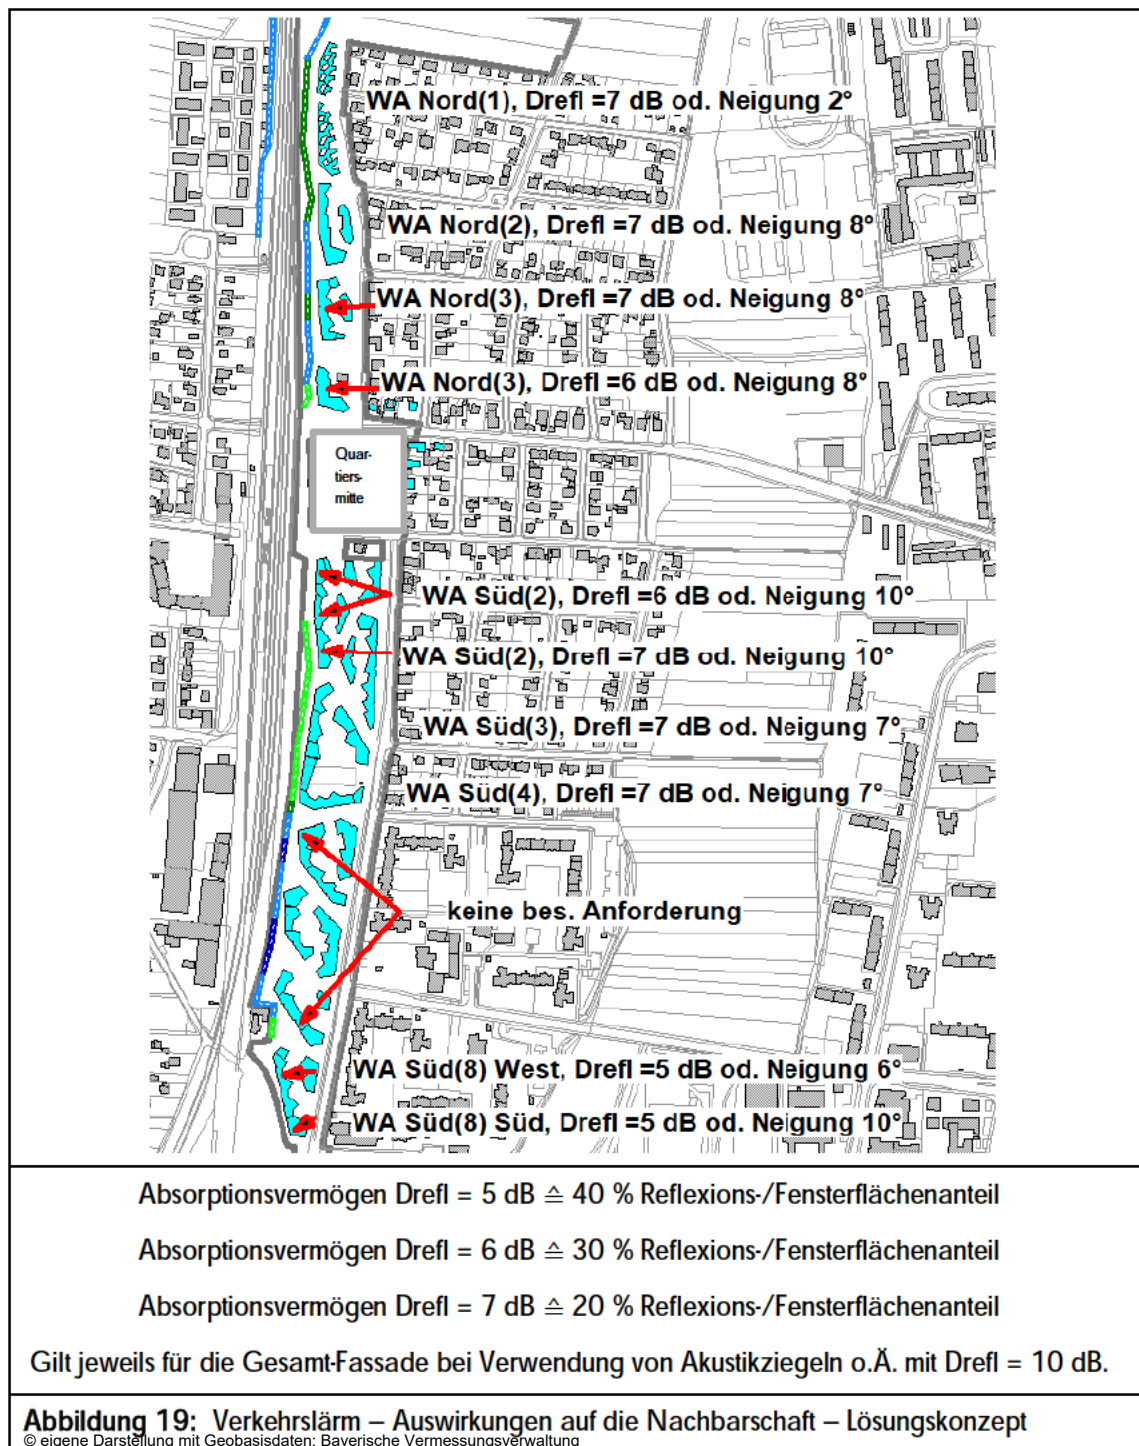 WA Nord(1), Drefl =7 dB od. Neigung 2°
WA Nord(2), Drefl =7 dB od. Neigung 8°
WA Nord(3), Drefl =7 dB od. Neigung 8°
WA Nord(3), Drefl =6 dB od. Neigung 8°
Quar-
tiers-
mitte
WA Süd(2), Drefl =6 dB od. Neigung 10°
WA Süd(2), Drefl =7 dB od. Neigung 10°
WA Süd(3), Drefl =7 dB od. Neigung 7°
WA Süd(4), Drefl =7 dB od. Neigung 7°
keine bes. Anforderung
WA Süd(8) West, Drefl =5 dB od. Neigung 6°
WA Süd(8) Süd, Drefl =5 dB od. Neigung 10°
Absorptionsvermögen Drefl = 5 dB ≙ 40 % Reflexions-/Fensterflächenanteil
Absorptionsvermögen Drefl = 6 dB ≙ 30 % Reflexions-/Fensterflächenanteil
Absorptionsvermögen Drefl = 7 dB ≙ 20 % Reflexions-/Fensterflächenanteil
Gilt jeweils für die Gesamt-Fassade bei Verwendung von Akustikziegeln o.Ä. mit Drefl = 10 dB.
Abbildung 19: Verkehrslärm – Auswirkungen auf die Nachbarschaft – Lösungskonzept
© eigene Darstellung mit Geobasisdaten: Bayerische Vermessungsverwaltung